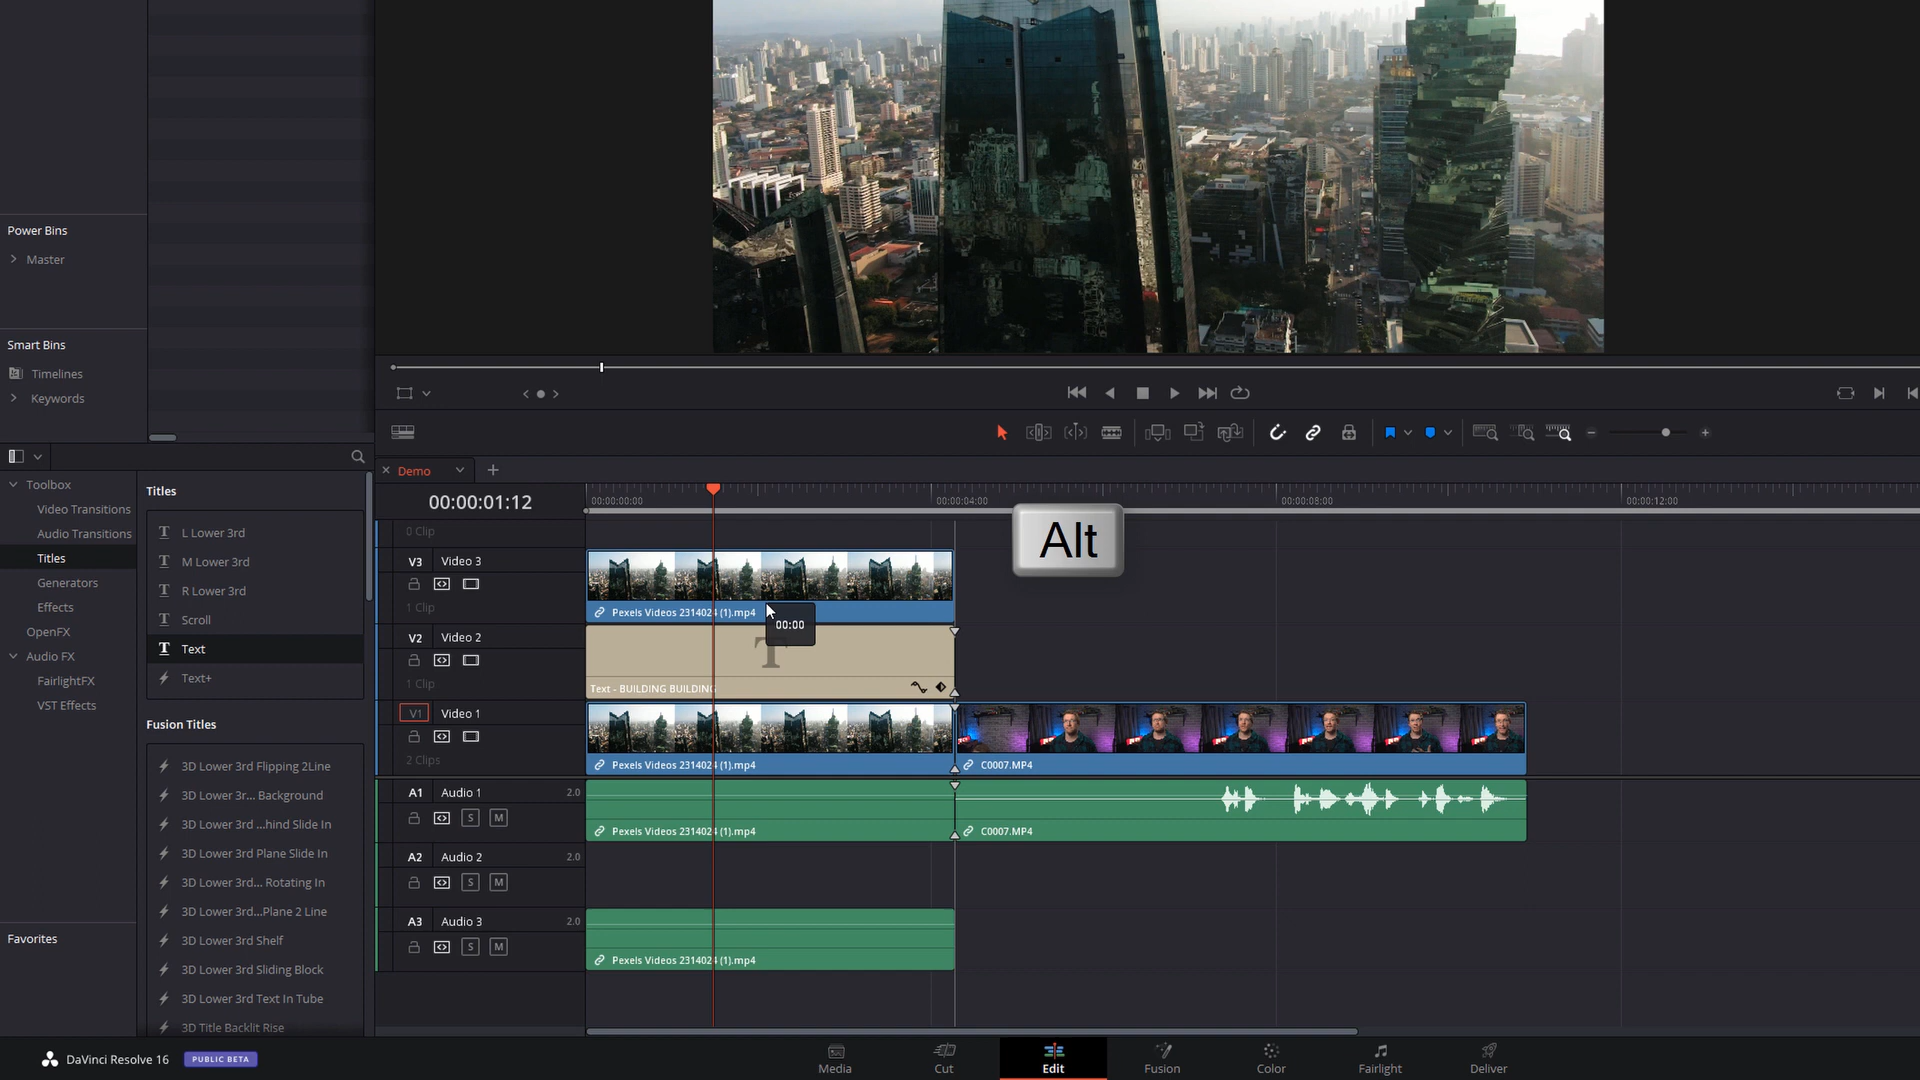 Power Bins
Master
Smart Bins
Timelines
Keywords
Toolbox
Video Transitions
Audio Transitions
Titles
Generators
Effects
OpenFX
Audio FX
FairlightFX
VST Effects
Favorites
Titles
L Lower 3rd
M Lower 3rd
R Lower 3rd
Scroll
Text
Text+
Fusion Titles
3D Lower 3rd Flipping 2Line
3D Lower 3r... Background
3D Lower 3rd ...hind Slide In
3D Lower 3rd Plane Slide In
3D Lower 3rd... Rotating In
3D Lower 3rd...Plane 2 Line
3D Lower 3rd Shelf
3D Lower 3rd Sliding Block
3D Lower 3rd Text In Tube
3D Title Backlit Rise
Demo
00:00:01:12
00:00:00:00
00:00:04:00
00:00:08:00
00:00:12:00
0 Clip
Alt
V3 Video 3
1 Clip
Pexels Videos 2314024 (1).mp4
00:00
V2 Video 2
1 Clip
T
Text - BUILDING BUILDING
V1 Video 1
2 Clips
Pexels Videos 2314024 (1).mp4
C0007.MP4
A1 Audio 1 2.0
S M
Pexels Videos 2314024 (1).mp4
C0007.MP4
A2 Audio 2 2.0
S M
A3 Audio 3 2.0
S M
Pexels Videos 2314024 (1).mp4
DaVinci Resolve 16 PUBLIC BETA
Media
Cut
Edit
Fusion
Color
Fairlight
Deliver